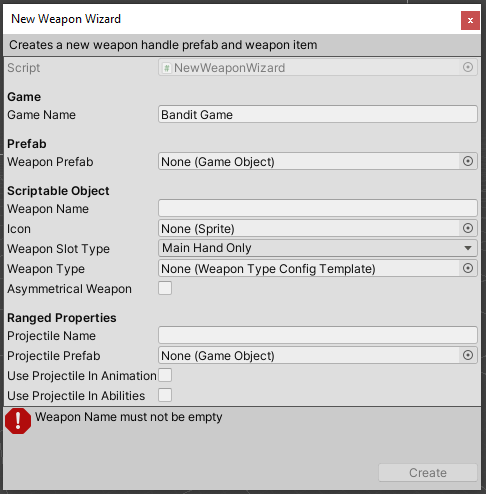 New Weapon Wizard
x
Creates a new weapon handle prefab and weapon item
Script # NewWeaponWizard
Game
Game Name Bandit Game
Prefab
Weapon Prefab None (Game Object)
Scriptable Object
Weapon Name
Icon None (Sprite)
Weapon Slot Type Main Hand Only
Weapon Type None (Weapon Type Config Template)
Asymmetrical Weapon
Ranged Properties
Projectile Name
Projectile Prefab None (Game Object)
Use Projectile In Animation
Use Projectile In Abilities
! Weapon Name must not be empty
Create